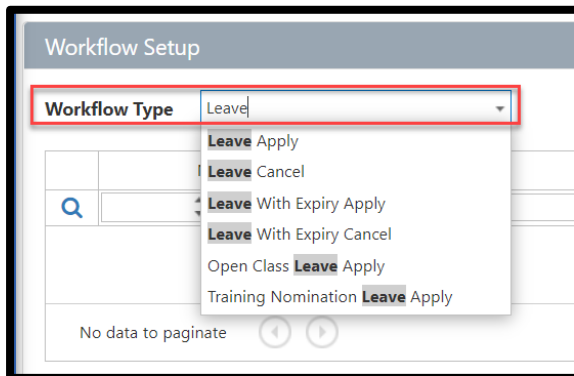 Workflow Setup
Workflow Type Leave
Leave Apply
Leave Cancel
Leave With Expiry Apply
Leave With Expiry Cancel
Open Class Leave Apply
Training Nomination Leave Apply
No data to paginate